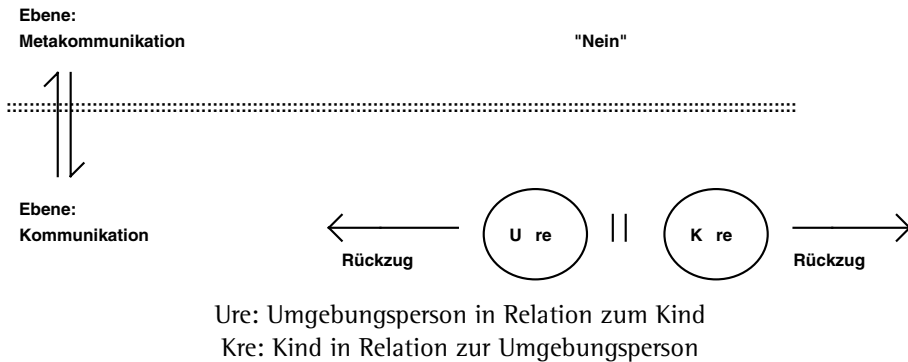 Ebene:
Metakommunikation "Nein"
Ebene:
Kommunikation
U re K re
Rückzug Rückzug
Ure: Umgebungsperson in Relation zum Kind
Kre: Kind in Relation zur Umgebungsperson